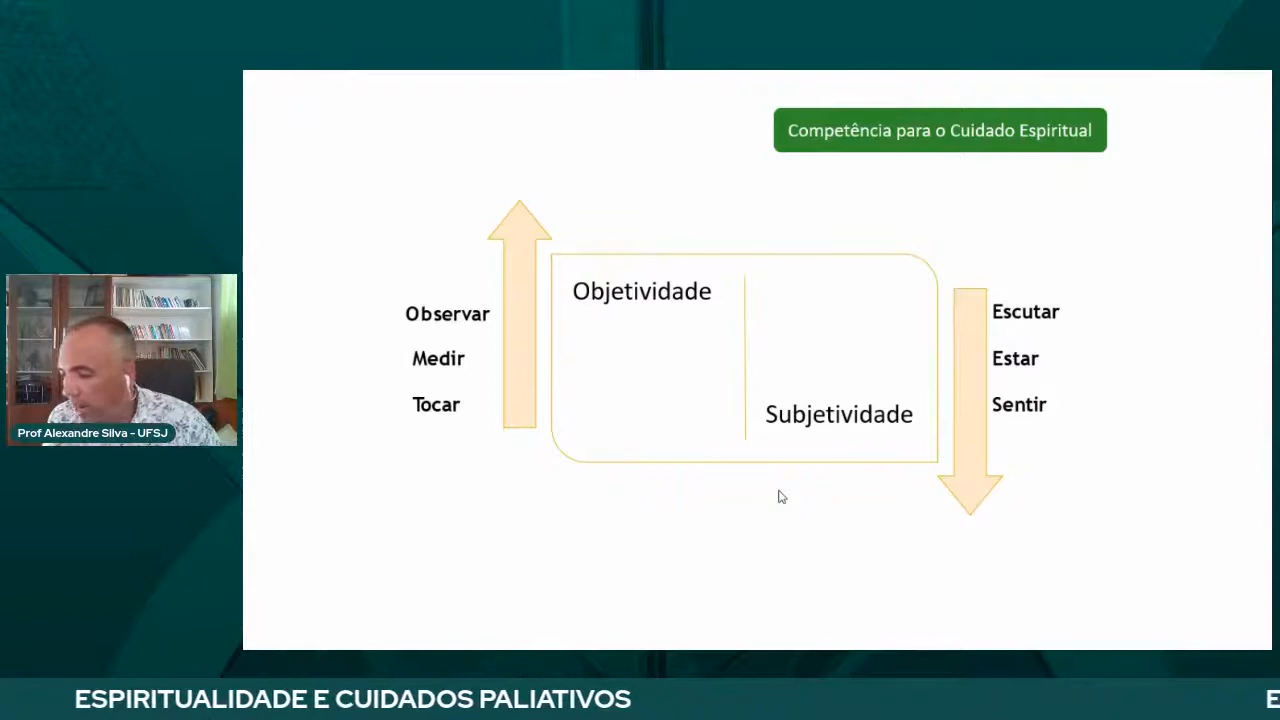 Competência para o Cuidado Espiritual
Observar
Medir
Tocar
Objetividade
Subjetividade
Escutar
Estar
Sentir
Prof Alexandre Silva - UFSJ
ESPIRITUALIDADE E CUIDADOS PALIATIVOS
E